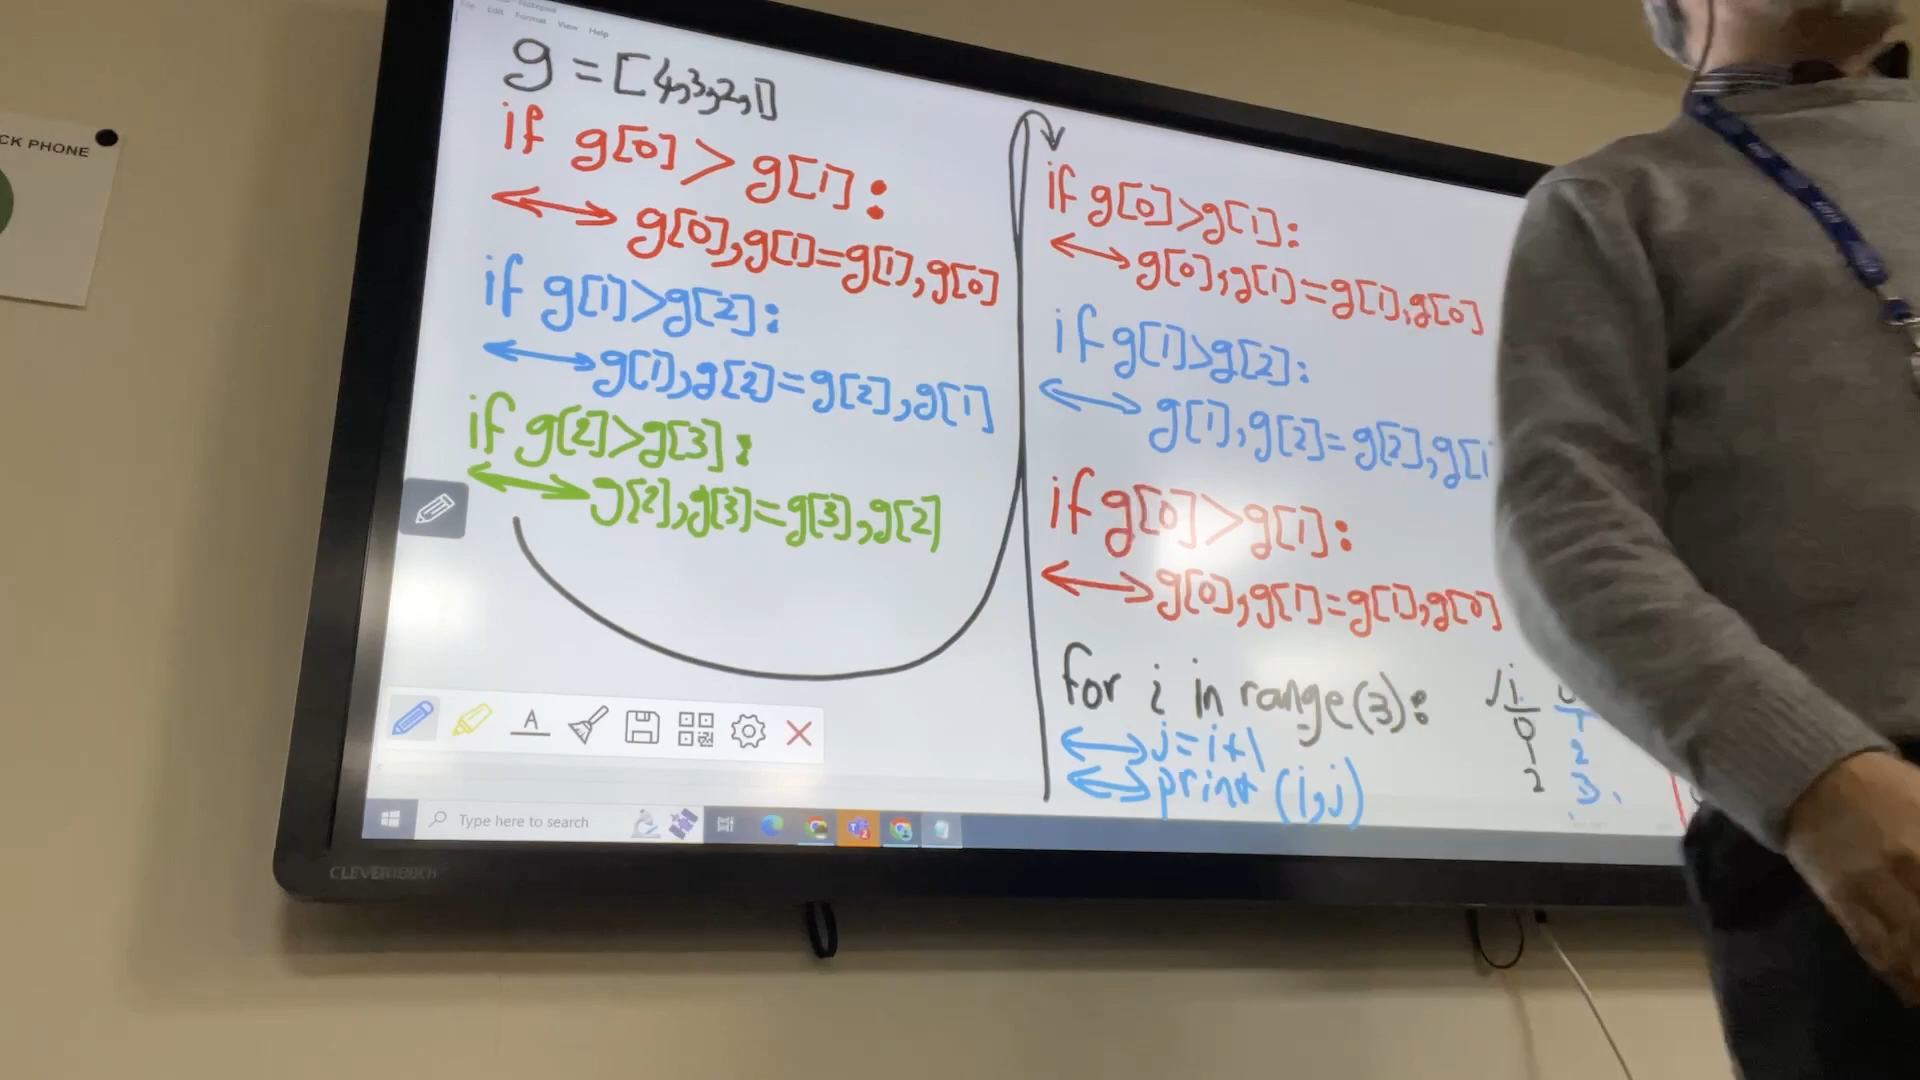 CK PHONE
File Edit Format View Help
g = [4,3,2,1]
if g[0] > g[1]:
g[0],g[1]=g[1],g[0]
if g[1]>g[2]:
g[1],g[2]=g[2],g[1]
if g[2]>g[3]:
g[2],g[3]=g[3],g[2]
if g[0]>g[1]:
g[0],g[1]=g[1],g[0]
if g[1]>g[2]:
g[1],g[2]=g[2],g[1
if g[0]>g[1]:
g[0],g[1]=g[1],g[0]
for i in range(3):
j=i+1
print (i,j)
i
0 1
1 2
2 3
Type here to search
CLEVERTOUCH